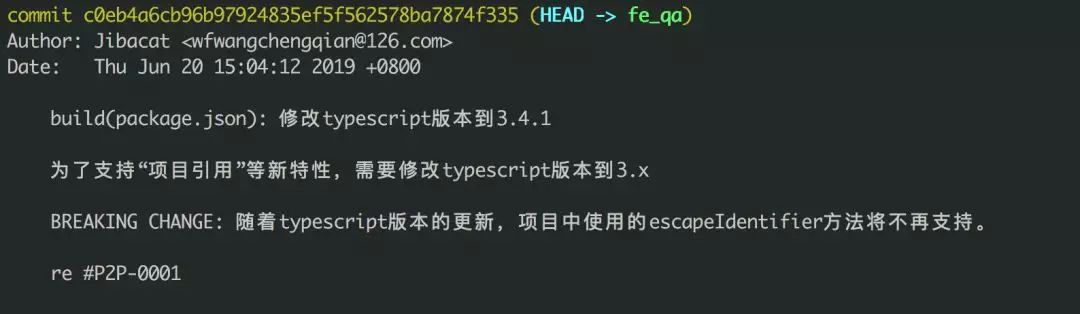 commit c0eb4a6cb96b97924835ef5f562578ba7874f335 (HEAD -> fe_qa)
Author: Jibacat <wfwangchengqian@126.com>
Date:   Thu Jun 20 15:04:12 2019 +0800
build(package.json): 修改typescript版本到3.4.1
为了支持“项目引用”等新特性，需要修改typescript版本到3.x
BREAKING CHANGE: 随着typescript版本的更新，项目中使用的escapeIdentifier方法将不再支持。
re #P2P-0001